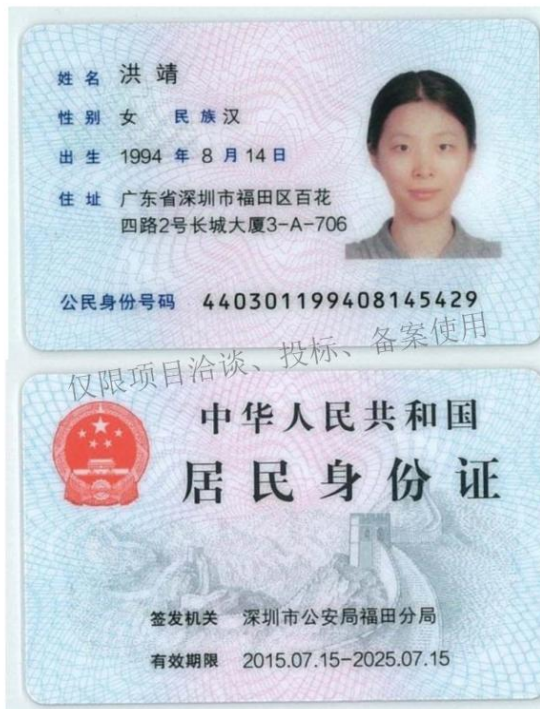 姓名 洪靖
性别 女 民族 汉
出生 1994 年 8 月 14 日
住址 广东省深圳市福田区百花
四路2号长城大厦3-A-706
公民身份号码 440301199408145429
仅限项目洽谈、投标、备案使用
中华人民共和国
居民身份证
签发机关 深圳市公安局福田分局
有效期限 2015.07.15-2025.07.15